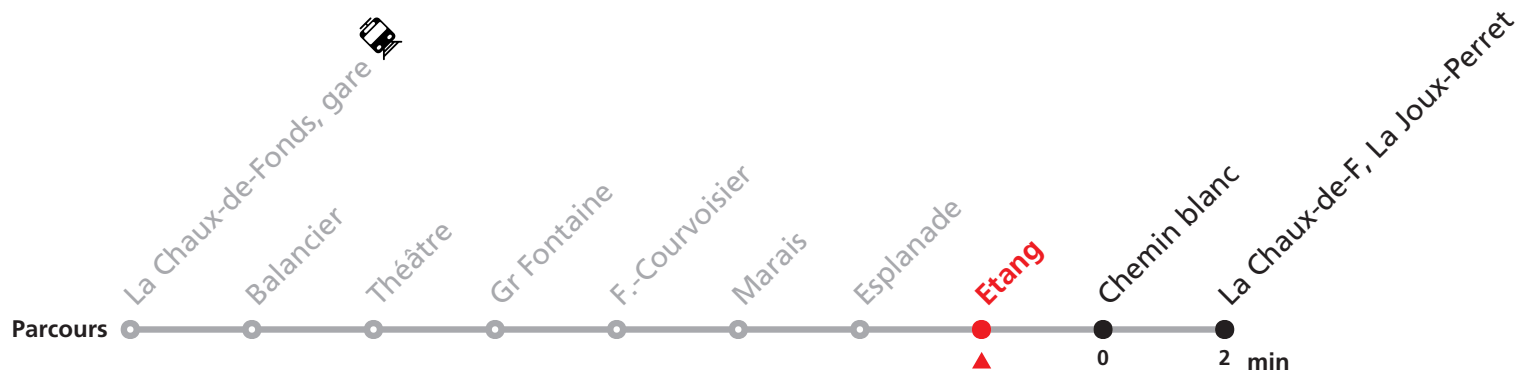 La Chaux-de-Fonds, gare
Balancier
Théâtre
Gr Fontaine
F.-Courvoisier
Marais
Esplanade
Etang
Chemin blanc
La Chaux-de-F, La Joux-Perret
Parcours
0
2 min